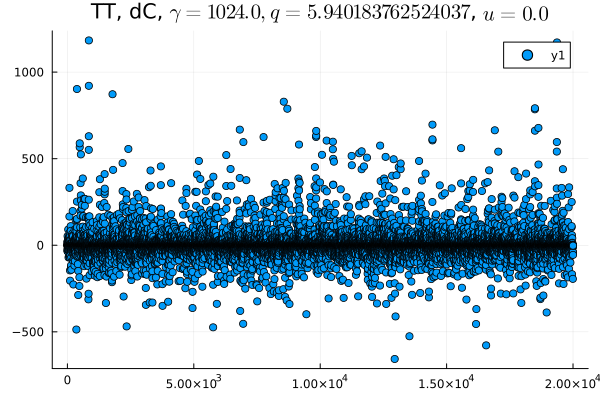 TT, dC, γ = 1024.0, q = 5.940183762524037, u = 0.0
y1
1000
500
0
−500
0 5.00×10³ 1.00×10⁴ 1.50×10⁴ 2.00×10⁴